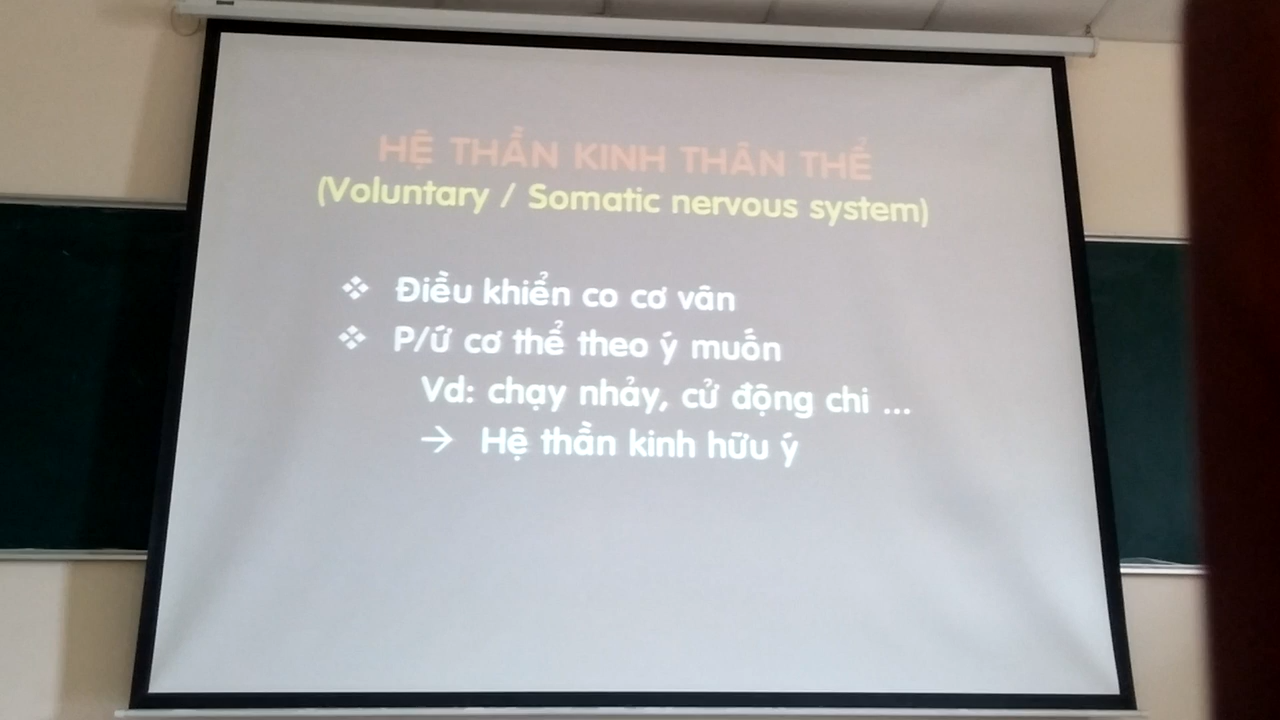 HỆ THẦN KINH THÂN THỂ
(Voluntary / Somatic nervous system)
❖ Điều khiển co cơ vân
❖ P/ứ cơ thể theo ý muốn
Vd: chạy nhảy, cử động chi ...
→ Hệ thần kinh hữu ý